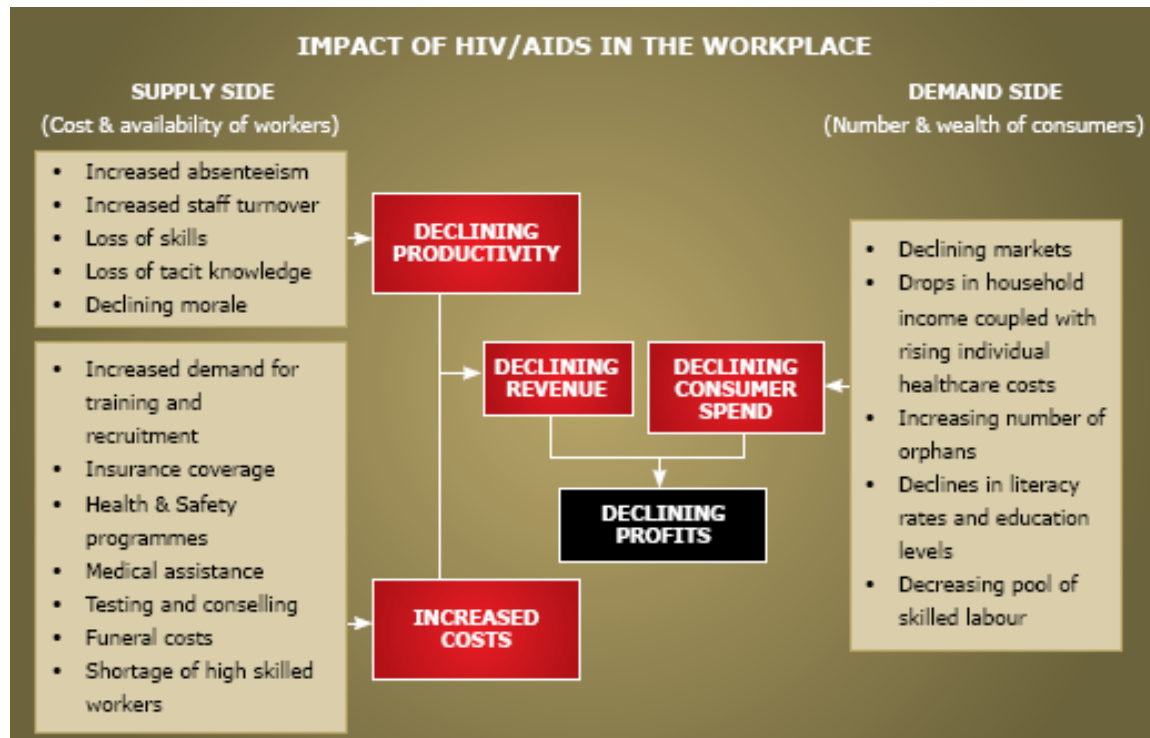 IMPACT OF HIV/AIDS IN THE WORKPLACE
SUPPLY SIDE
(Cost & availability of workers)
• Increased absenteeism
• Increased staff turnover
• Loss of skills
• Loss of tacit knowledge
• Declining morale
• Increased demand for
training and
recruitment
• Insurance coverage
• Health & Safety
programmes
• Medical assistance
• Testing and conselling
• Funeral costs
• Shortage of high skilled
workers
DECLINING
PRODUCTIVITY
DECLINING
REVENUE
DECLINING
CONSUMER
SPEND
DECLINING
PROFITS
INCREASED
COSTS
DEMAND SIDE
(Number & wealth of consumers)
• Declining markets
• Drops in household
income coupled with
rising individual
healthcare costs
• Increasing number of
orphans
• Declines in literacy
rates and education
levels
• Decreasing pool of
skilled labour